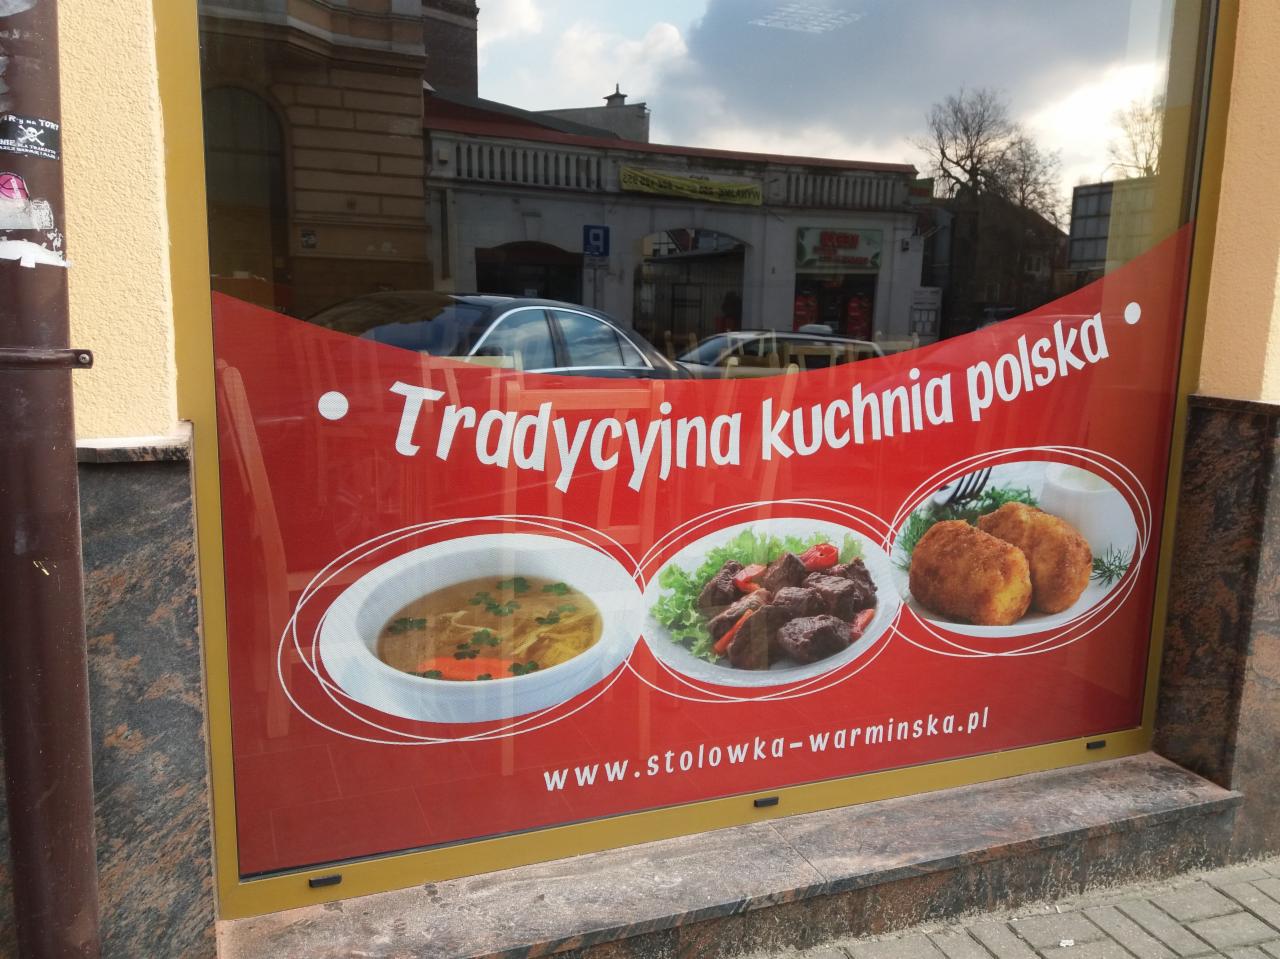 Tradycyjna kuchnia polska
www.stolowka-warminska.pl